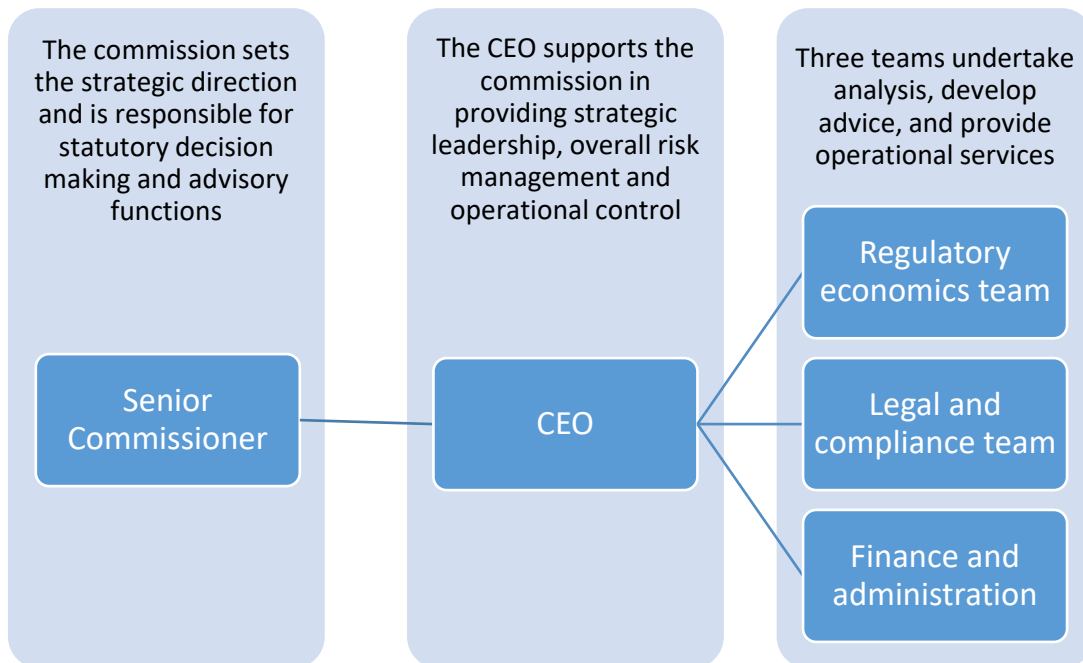 The commission sets
the strategic direction
and is responsible for
statutory decision
making and advisory
functions
Senior
Commissioner
The CEO supports the
commission in
providing strategic
leadership, overall risk
management and
operational control
CEO
Three teams undertake
analysis, develop
advice, and provide
operational services
Regulatory
economics team
Legal and
compliance team
Finance and
administration